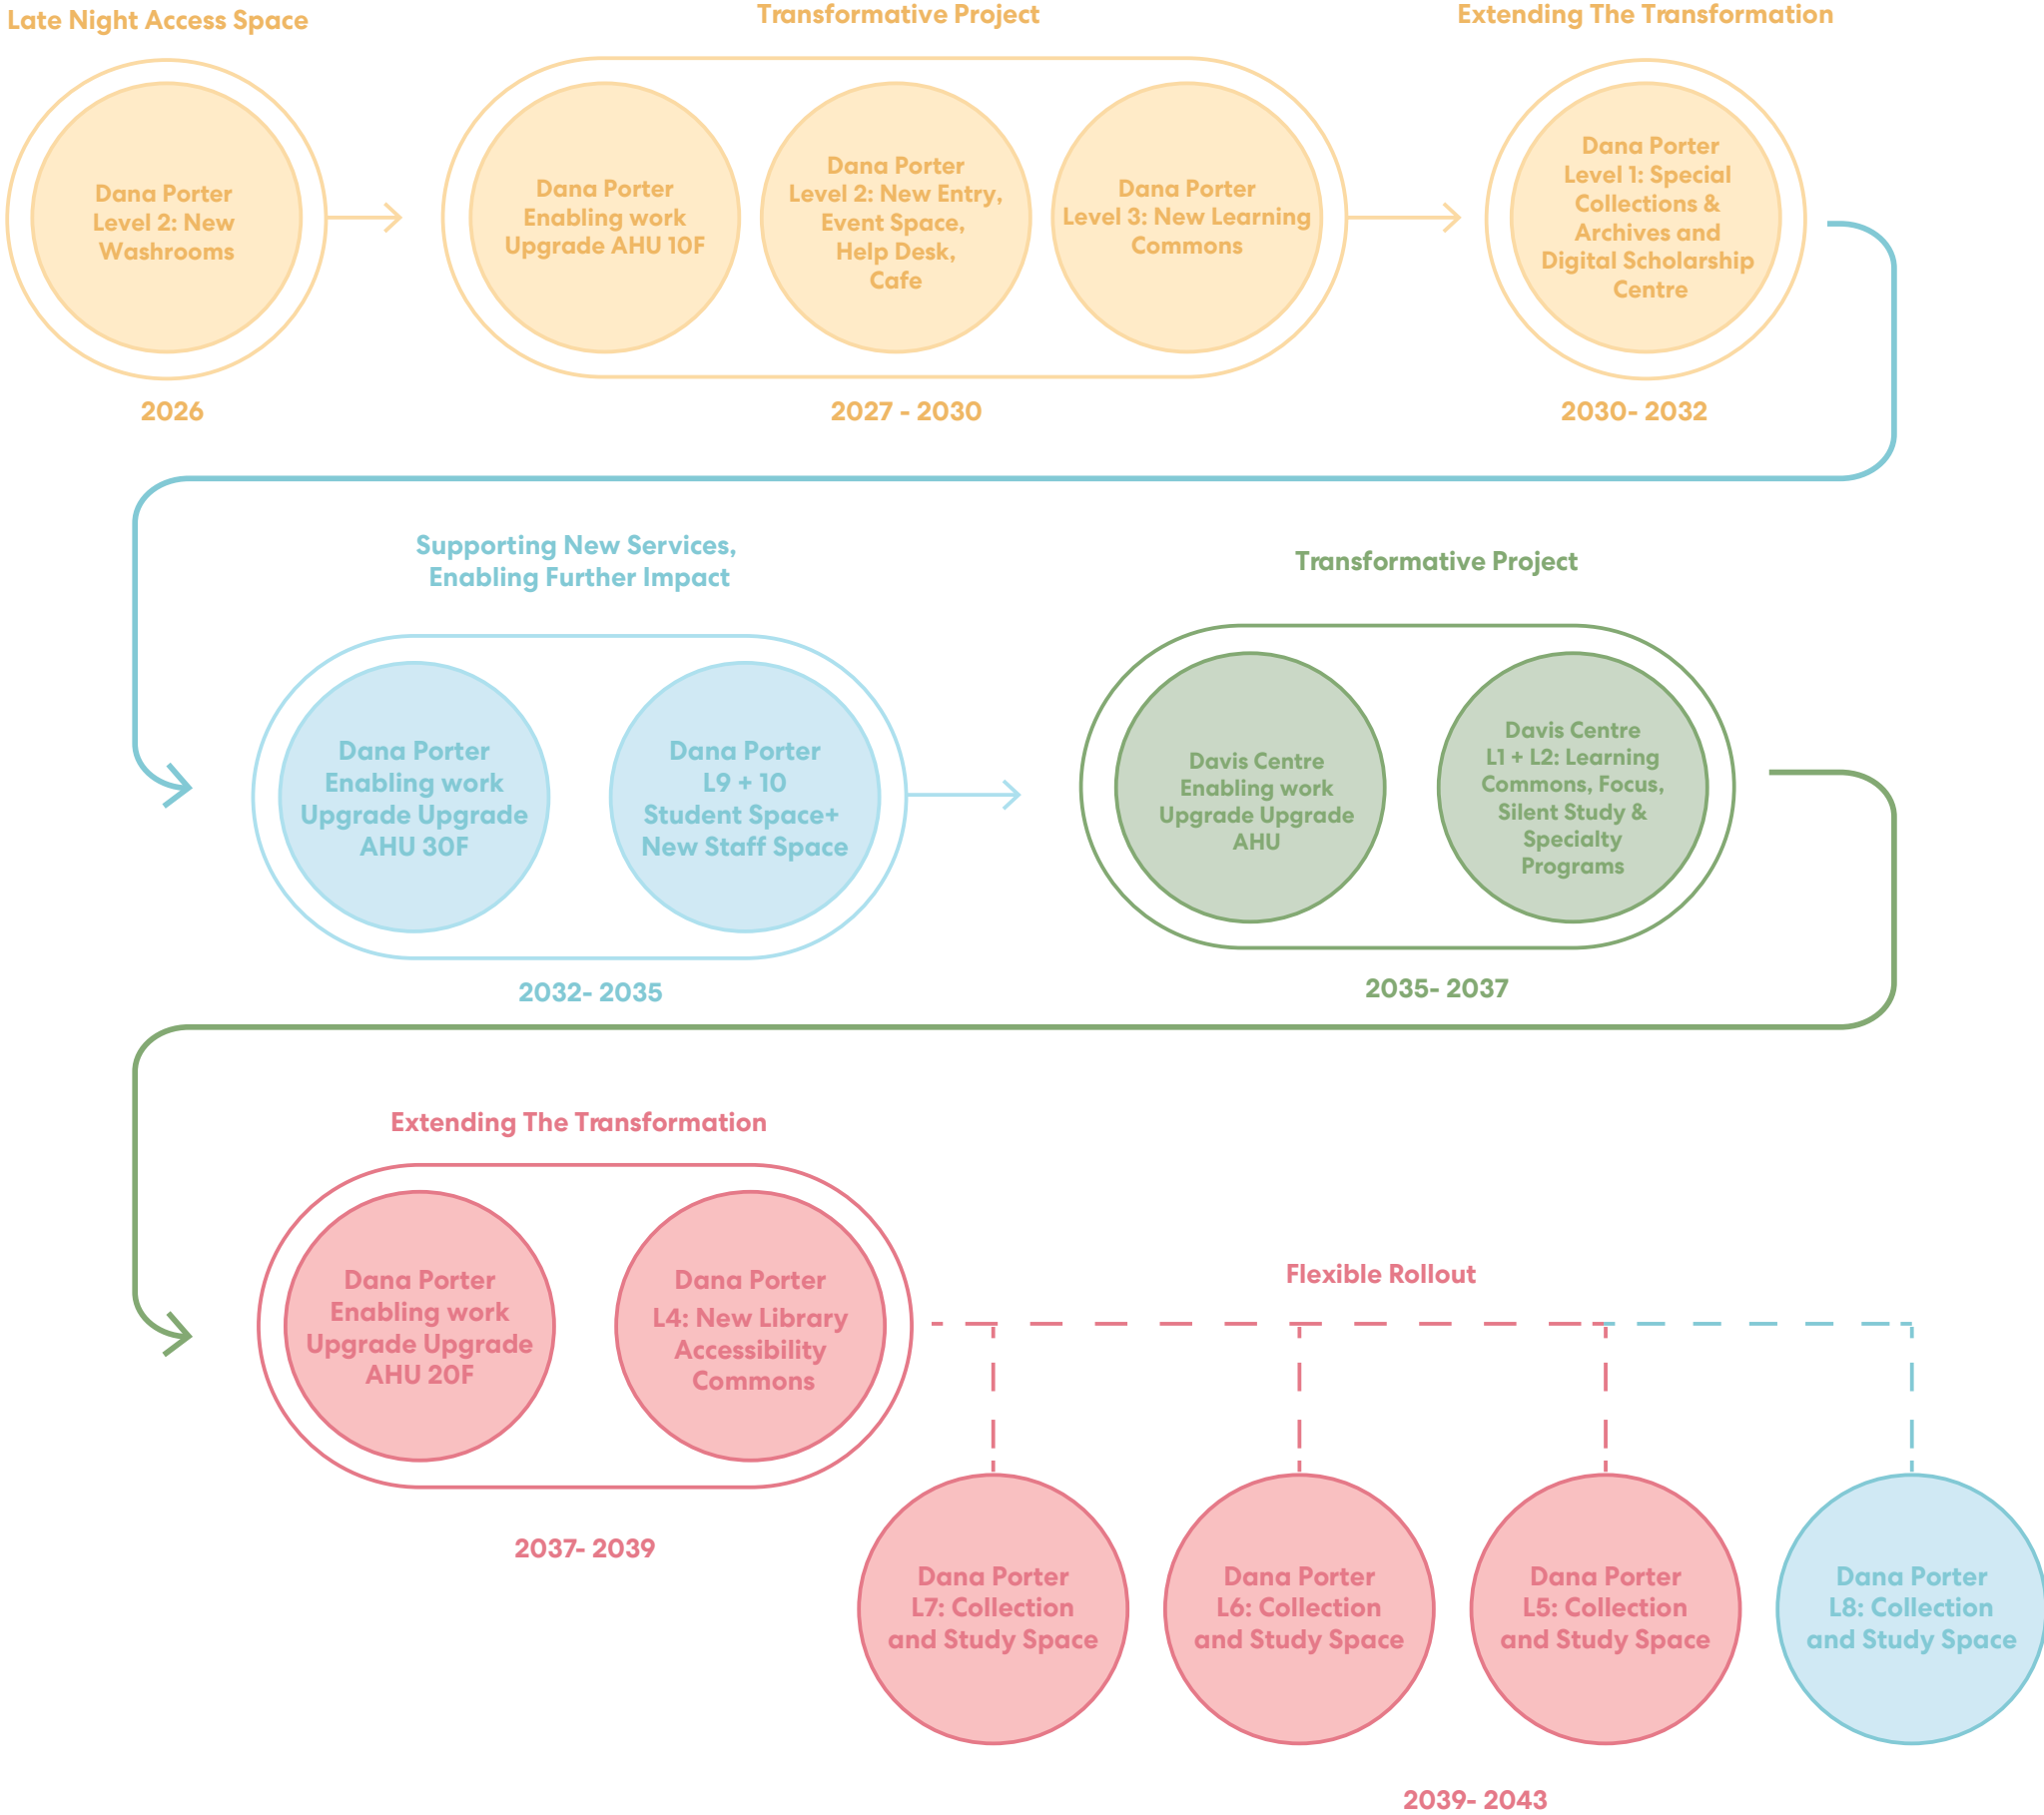 Late Night Access Space
Dana Porter
Level 2: New
Washrooms
2026
Transformative Project
Dana Porter
Enabling work
Upgrade AHU 10F
Dana Porter
Level 2: New Entry,
Event Space,
Help Desk,
Cafe
Dana Porter
Level 3: New Learning
Commons
2027 - 2030
Extending The Transformation
Dana Porter
Level 1: Special
Collections &
Archives and
Digital Scholarship
Centre
2030- 2032
Supporting New Services,
Enabling Further Impact
Dana Porter
Enabling work
Upgrade Upgrade
AHU 30F
Dana Porter
L9 + 10
Student Space+
New Staff Space
2032- 2035
Transformative Project
Davis Centre
Enabling work
Upgrade Upgrade
AHU
Davis Centre
L1 + L2: Learning
Commons, Focus,
Silent Study &
Specialty
Programs
2035- 2037
Extending The Transformation
Dana Porter
Enabling work
Upgrade Upgrade
AHU 20F
Dana Porter
L4: New Library
Accessibility
Commons
2037- 2039
Flexible Rollout
Dana Porter
L7: Collection
and Study Space
Dana Porter
L6: Collection
and Study Space
Dana Porter
L5: Collection
and Study Space
Dana Porter
L8: Collection
and Study Space
2039- 2043